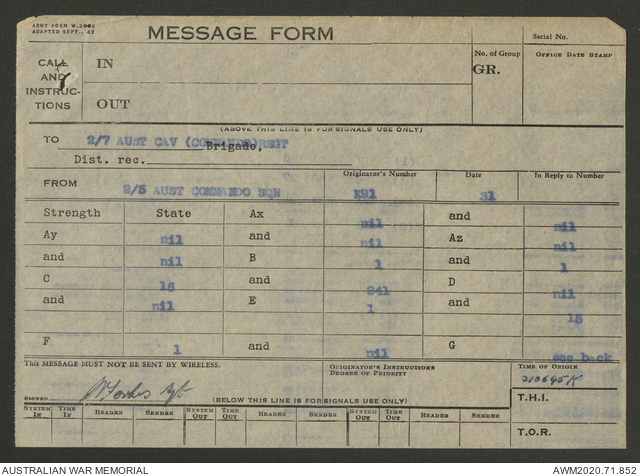 ARMY FORM W.3006
ADAPTED SEPT., 42
MESSAGE FORM
Serial No.
CALL AND INSTRUC-TIONS
IN
OUT
No. of Group
GR.
OFFICE DATE STAMP
(ABOVE THIS LINE IS FOR SIGNALS USE ONLY)
TO 2/7 AUST CAV (COMMANDO)REGT Brigade,
Dist. rec.
FROM 2/5 AUST COMMANDO SQN
Originator's Number K91
Date 31
In Reply to Number
Strength State Ax nil and nil
Ay nil and nil Az nil
and nil B 1 and 1
C 15 and 241 D nil
and nil E 1 and 15
F 1 and nil G see back
This MESSAGE MUST NOT BE SENT BY WIRELESS.
ORIGINATOR'S INSTRUCTIONS
DEGREE OF PRIORITY
TIME OF ORIGIN
310645K
SIGNED
(BELOW THIS LINE IS FOR SIGNALS USE ONLY)
T.H.I.
SYSTEM IN TIME IN READER SENDER SYSTEM OUT TIME OUT READER SENDER SYSTEM OUT TIME OUT READER SENDER
T.O.R.
AUSTRALIAN WAR MEMORIAL
AWM2020.71.852